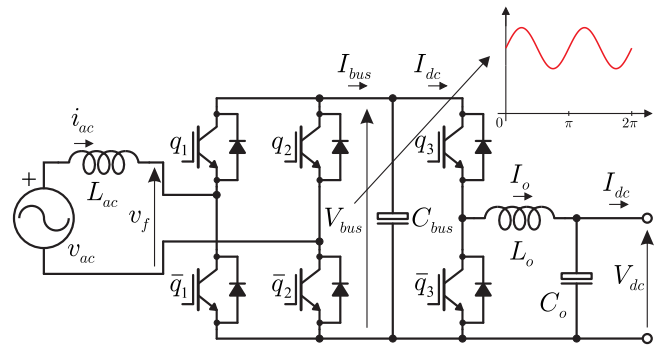 0 π 2π
I_bus I_dc
i_ac
q_1 q_2 q_3
+
L_ac
v_f
v_ac
V_bus C_bus
I_o I_dc
L_o
q̅_1 q̅_2 q̅_3
C_o V_dc